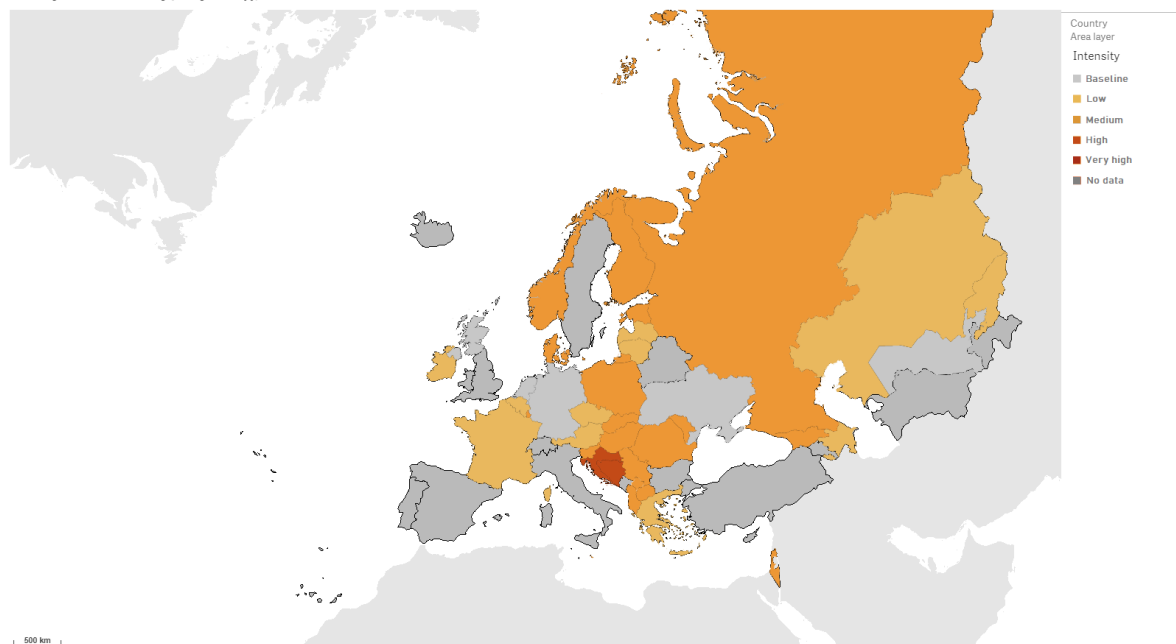 Country
Area layer
Intensity
Baseline
Low
Medium
High
Very high
No data
500 km